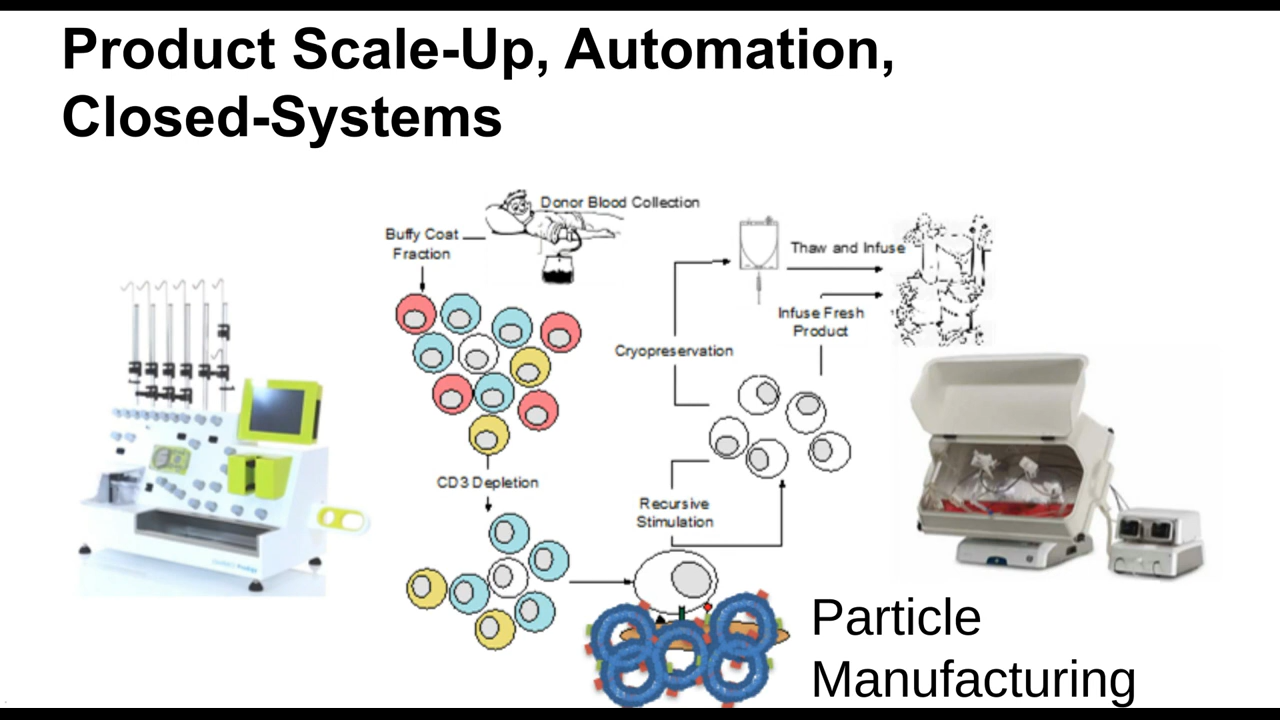 Product Scale-Up, Automation,
Closed-Systems
Donor Blood Collection
Buffy Coat
Fraction
Thaw and Infuse
Infuse Fresh
Product
Cryopreservation
CD3 Depletion
Recursive
Stimulation
Particle
Manufacturing